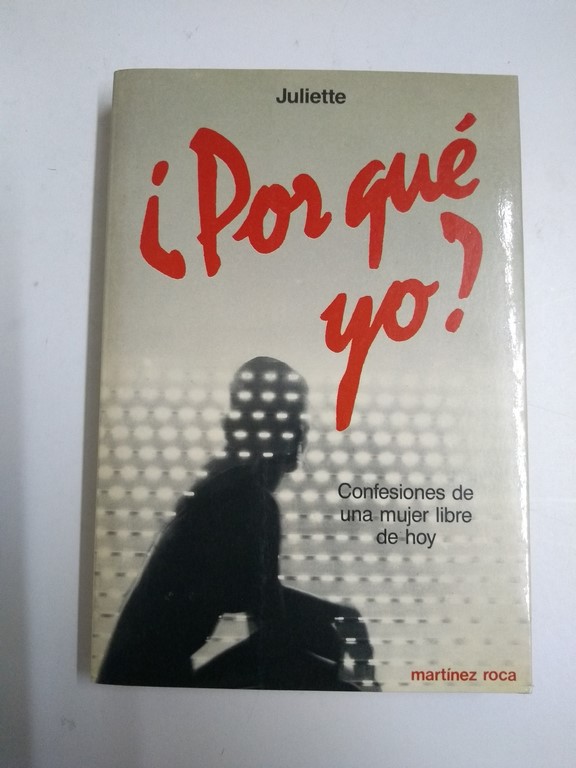 Juliette
¿Por qué
yo?
Confesiones de
una mujer libre
de hoy
martínez roca